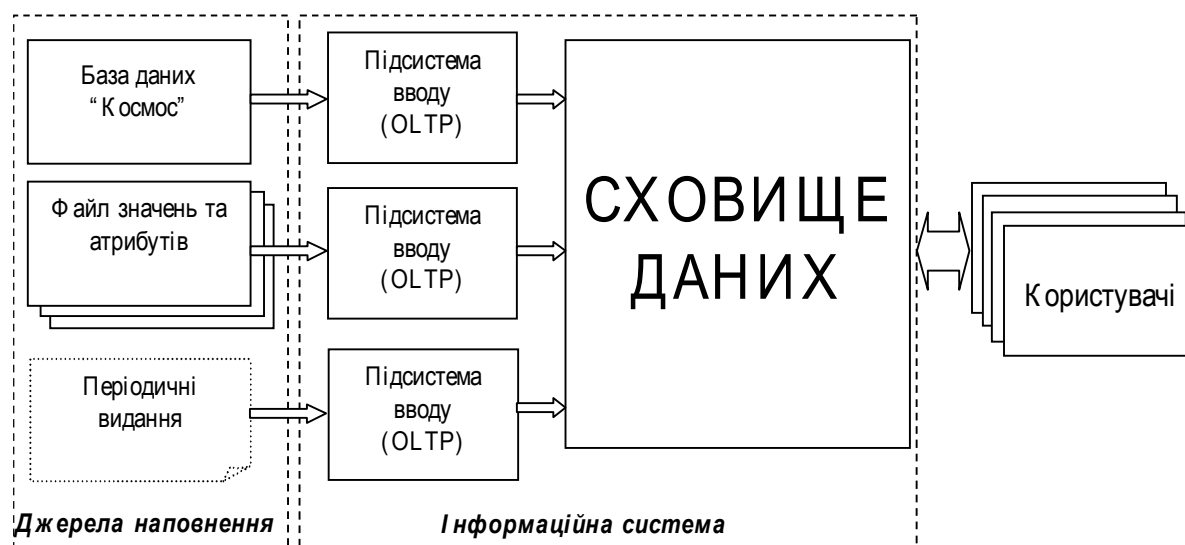 База даних
“Космос”
Підсистема
вводу
(OLTP)
Файл значень та
атрибутів
Підсистема
вводу
(OLTP)
Періодичні
видання
Підсистема
вводу
(OLTP)
СХОВИЩЕ
ДАНИХ
Користувачі
Джерела наповнення
Інформаційна система